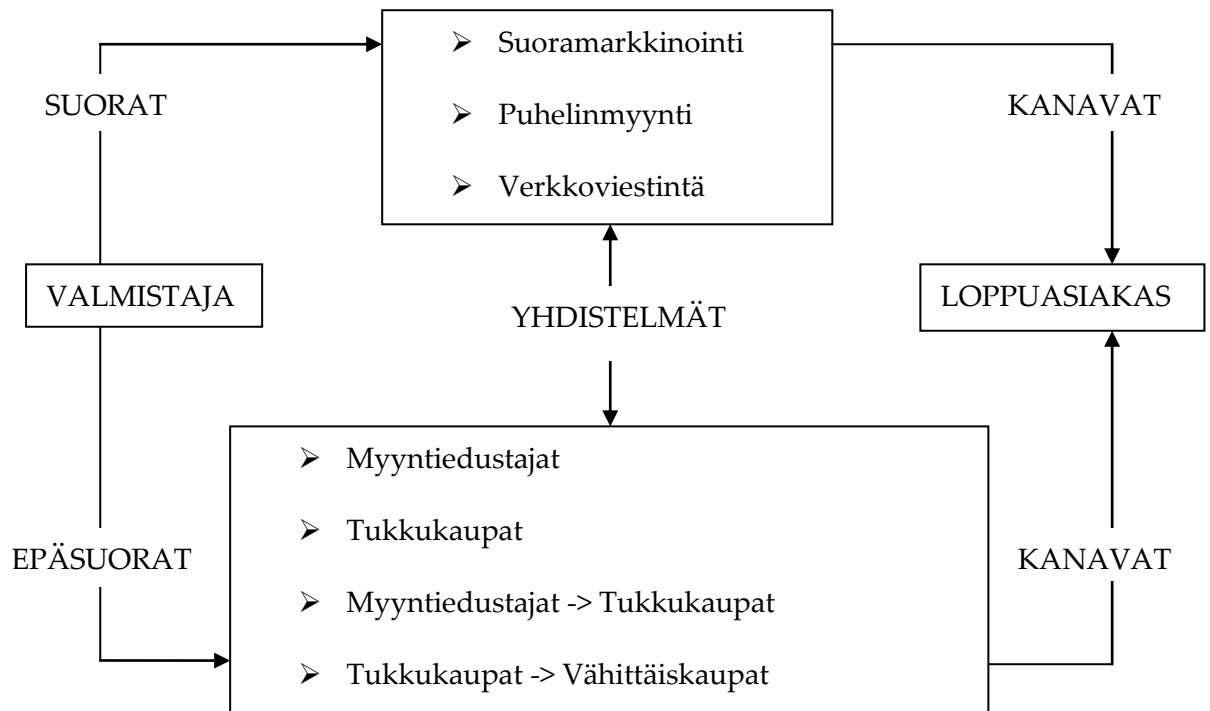 ➢ Suoramarkkinointi
SUORAT
KANAVAT
➢ Puhelinmyynti
➢ Verkkoviestintä
VALMISTAJA
LOPPUASIAKAS
YHDISTELMÄT
➢ Myyntiedustajat
➢ Tukkukaupat
EPÄSUORAT
KANAVAT
➢ Myyntiedustajat -> Tukkukaupat
➢ Tukkukaupat -> Vähittäiskaupat